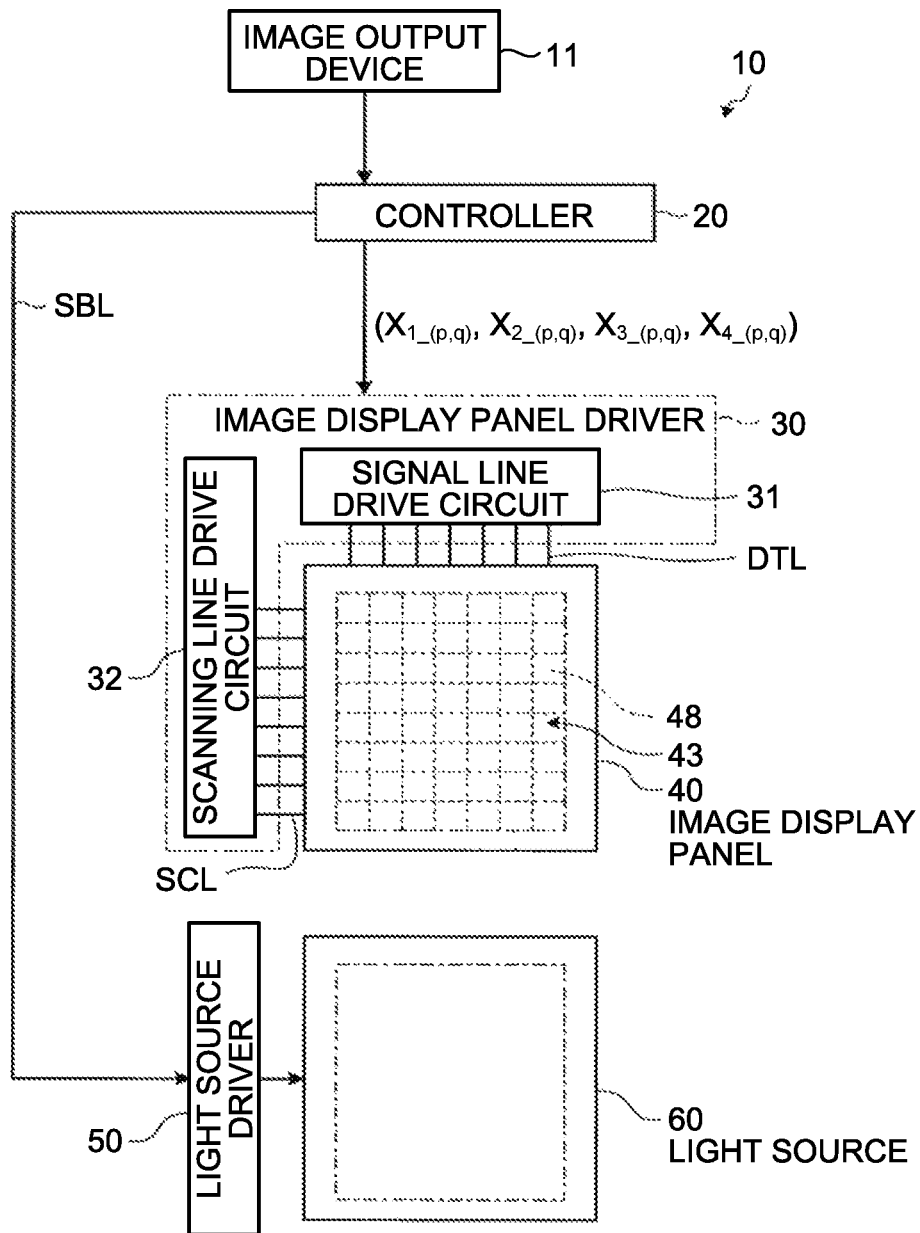 IMAGE OUTPUT
DEVICE
11
10
CONTROLLER
20
SBL
(X1_(p,q), X2_(p,q), X3_(p,q), X4_(p,q))
IMAGE DISPLAY PANEL DRIVER
30
SIGNAL LINE
DRIVE CIRCUIT
31
DTL
SCANNING LINE DRIVE
CIRCUIT
32
48
43
40
IMAGE DISPLAY
PANEL
SCL
LIGHT SOURCE
DRIVER
50
60
LIGHT SOURCE